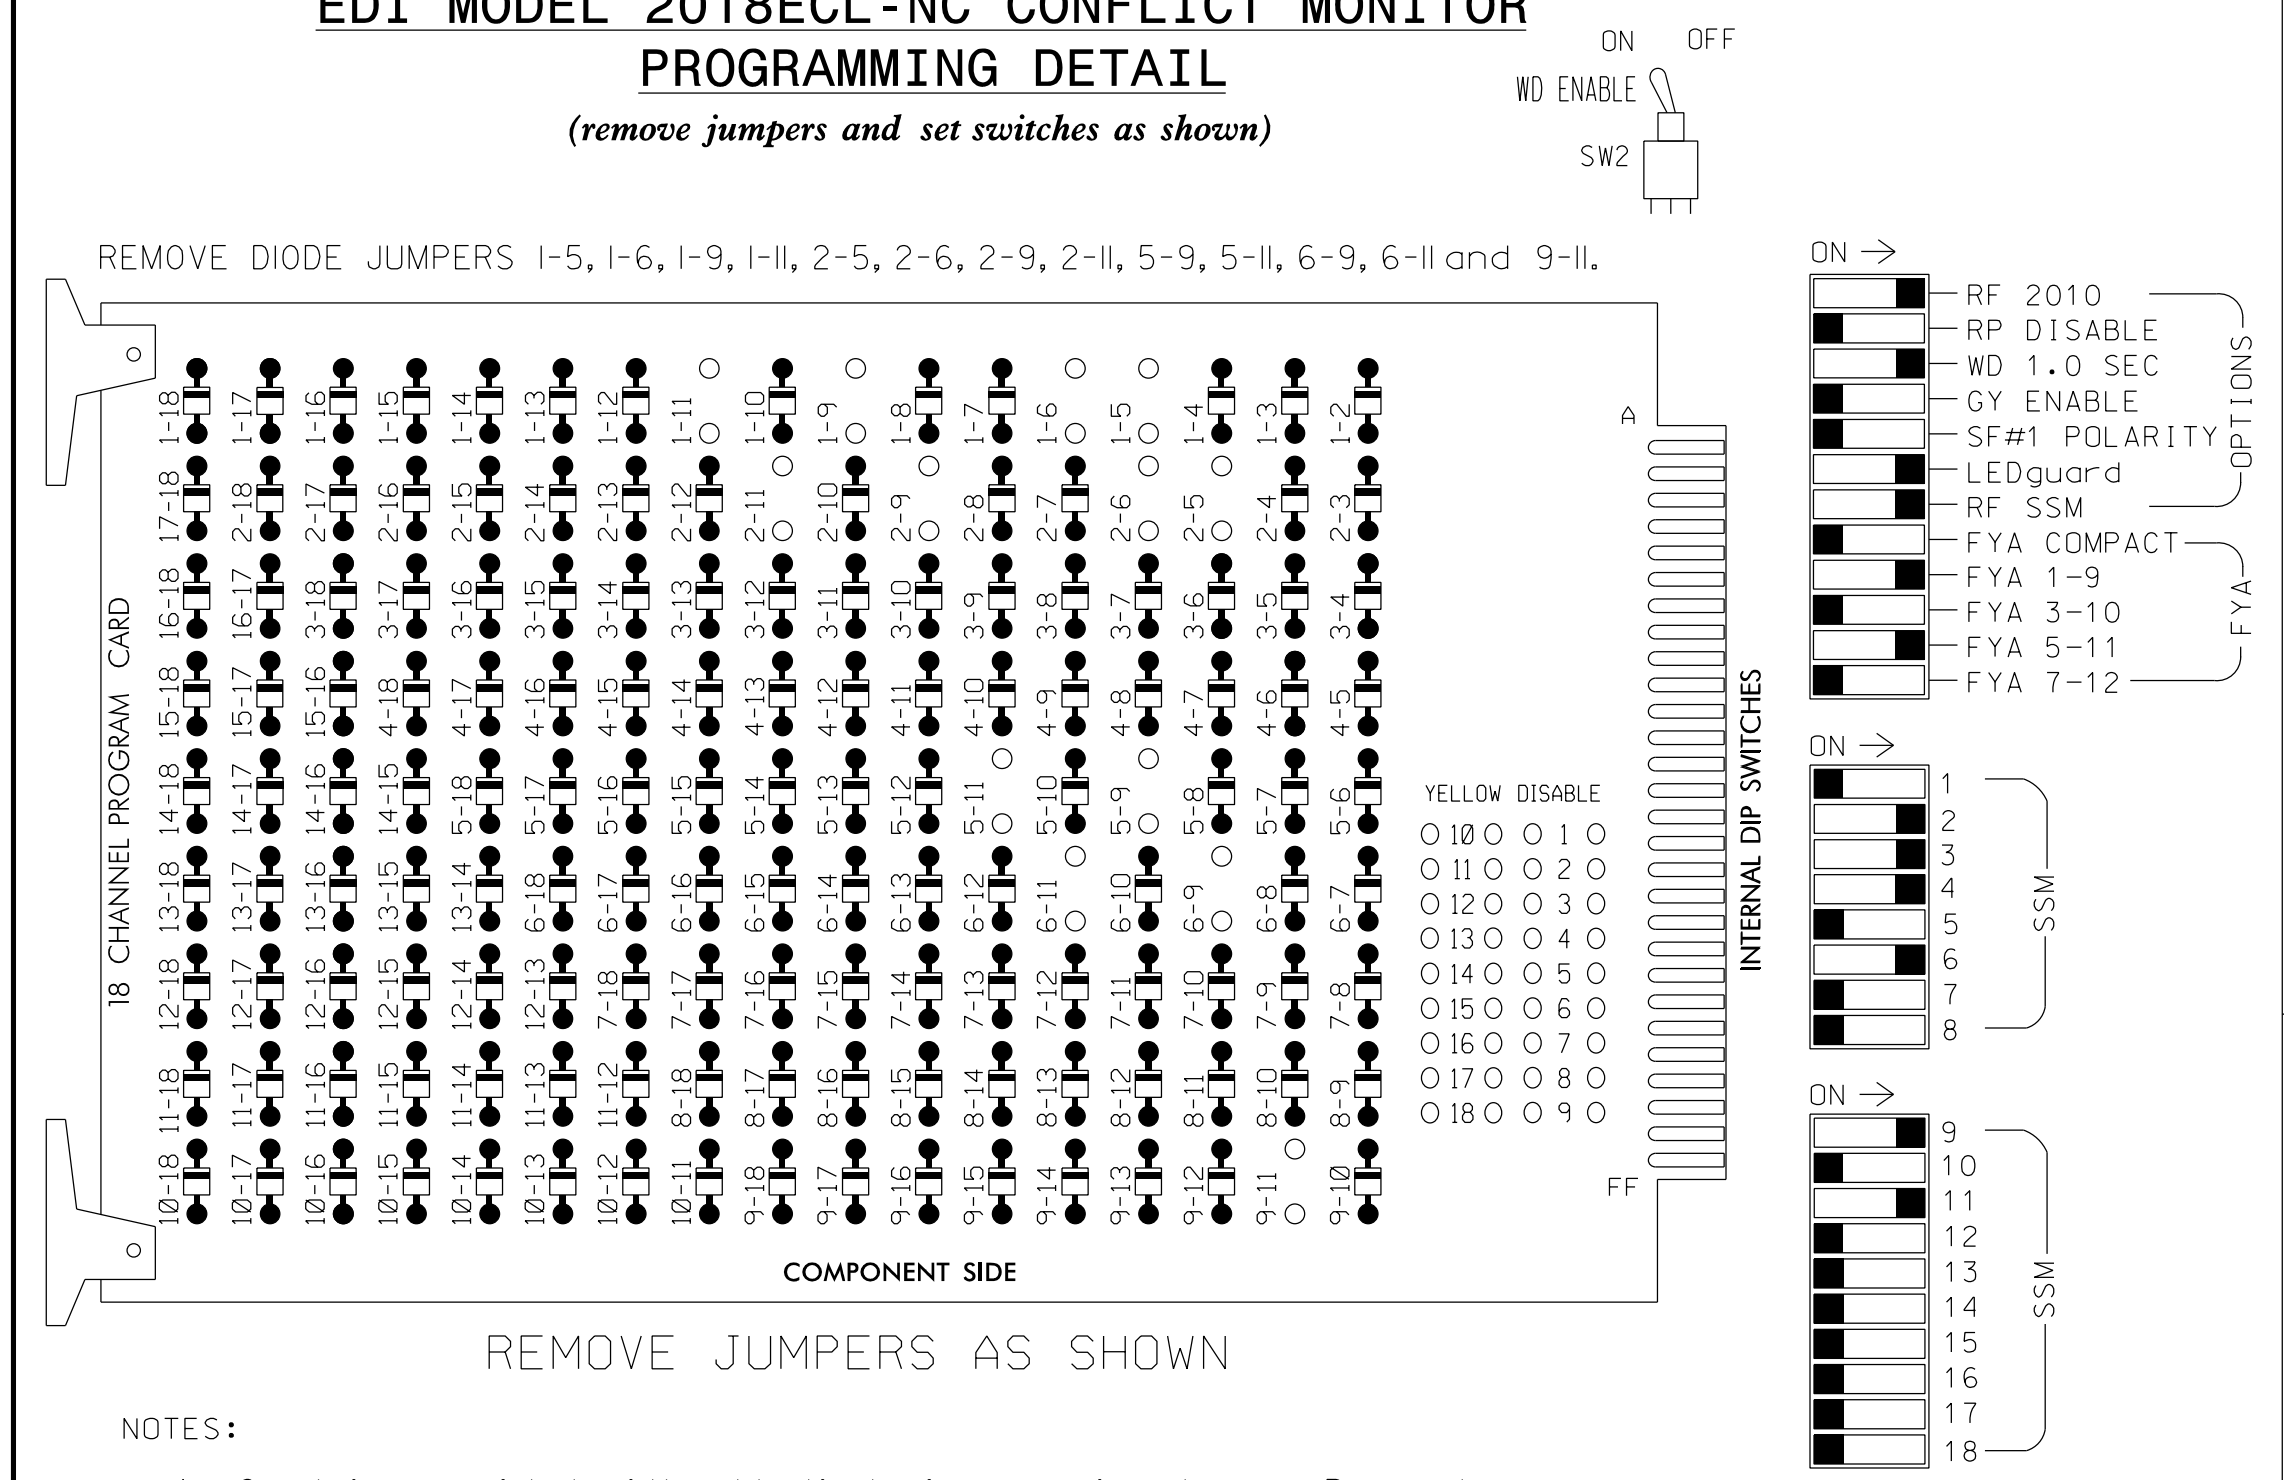 EDI MODEL 2018ECL-NC CONFLICT MONITOR
PROGRAMMING DETAIL
(remove jumpers and set switches as shown)
ON OFF
WD ENABLE
SW2
REMOVE DIODE JUMPERS 1-5, 1-6, 1-9, 1-11, 2-5, 2-6, 2-9, 2-11, 5-9, 5-11, 6-9, 6-11 and 9-11.
18 CHANNEL PROGRAM CARD
1-18 1-17 1-16 1-15 1-14 1-13 1-12 1-11 1-10 1-9 1-8 1-7 1-6 1-5 1-4 1-3 1-2
17-18 2-18 2-17 2-16 2-15 2-14 2-13 2-12 2-11 2-10 2-9 2-8 2-7 2-6 2-5 2-4 2-3
16-18 16-17 3-18 3-17 3-16 3-15 3-14 3-13 3-12 3-11 3-10 3-9 3-8 3-7 3-6 3-5 3-4
15-18 15-17 15-16 4-18 4-17 4-16 4-15 4-14 4-13 4-12 4-11 4-10 4-9 4-8 4-7 4-6 4-5
14-18 14-17 14-16 14-15 5-18 5-17 5-16 5-15 5-14 5-13 5-12 5-11 5-10 5-9 5-8 5-7 5-6
13-18 13-17 13-16 13-15 13-14 6-18 6-17 6-16 6-15 6-14 6-13 6-12 6-11 6-10 6-9 6-8 6-7
12-18 12-17 12-16 12-15 12-14 12-13 7-18 7-17 7-16 7-15 7-14 7-13 7-12 7-11 7-10 7-9 7-8
11-18 11-17 11-16 11-15 11-14 11-13 11-12 8-18 8-17 8-16 8-15 8-14 8-13 8-12 8-11 8-10 8-9
10-18 10-17 10-16 10-15 10-14 10-13 10-12 10-11 9-18 9-17 9-16 9-15 9-14 9-13 9-12 9-11 9-10
A
YELLOW DISABLE
10 1
11 2
12 3
13 4
14 5
15 6
16 7
17 8
18 9
FF
COMPONENT SIDE
INTERNAL DIP SWITCHES
ON →
RF 2010
RP DISABLE
WD 1.0 SEC
GY ENABLE
SF#1 POLARITY
LEDguard
RF SSM
OPTIONS
FYA COMPACT
FYA 1-9
FYA 3-10
FYA 5-11
FYA 7-12
FYA
ON →
1
2
3
4
5
6
7
8
SSM
ON →
9
10
11
12
13
14
15
16
17
18
SSM
REMOVE JUMPERS AS SHOWN
NOTES: